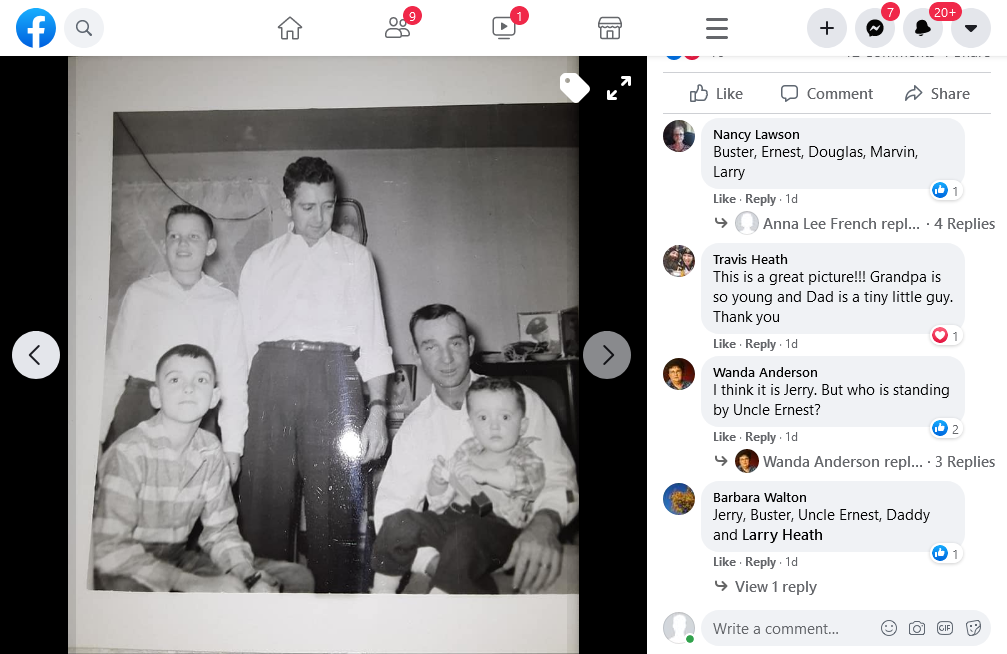 9
1
7
20+
Like
Comment
Share
Nancy Lawson
Buster, Ernest, Douglas, Marvin,
Larry
1
Like · Reply · 1d
Anna Lee French repl... · 4 Replies
Travis Heath
This is a great picture!!! Grandpa is
so young and Dad is a tiny little guy.
Thank you
1
Like · Reply · 1d
Wanda Anderson
I think it is Jerry. But who is standing
by Uncle Ernest?
2
Like · Reply · 1d
Wanda Anderson repl... · 3 Replies
Barbara Walton
Jerry, Buster, Uncle Ernest, Daddy
and Larry Heath
1
Like · Reply · 1d
View 1 reply
Write a comment...
GIF